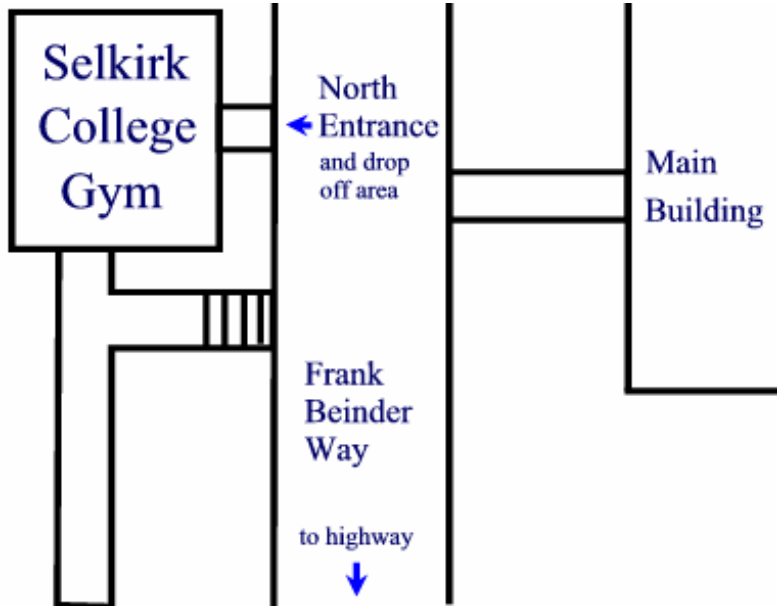 Selkirk
College
Gym
North
Entrance
and drop
off area
Main
Building
Frank
Beinder
Way
to highway